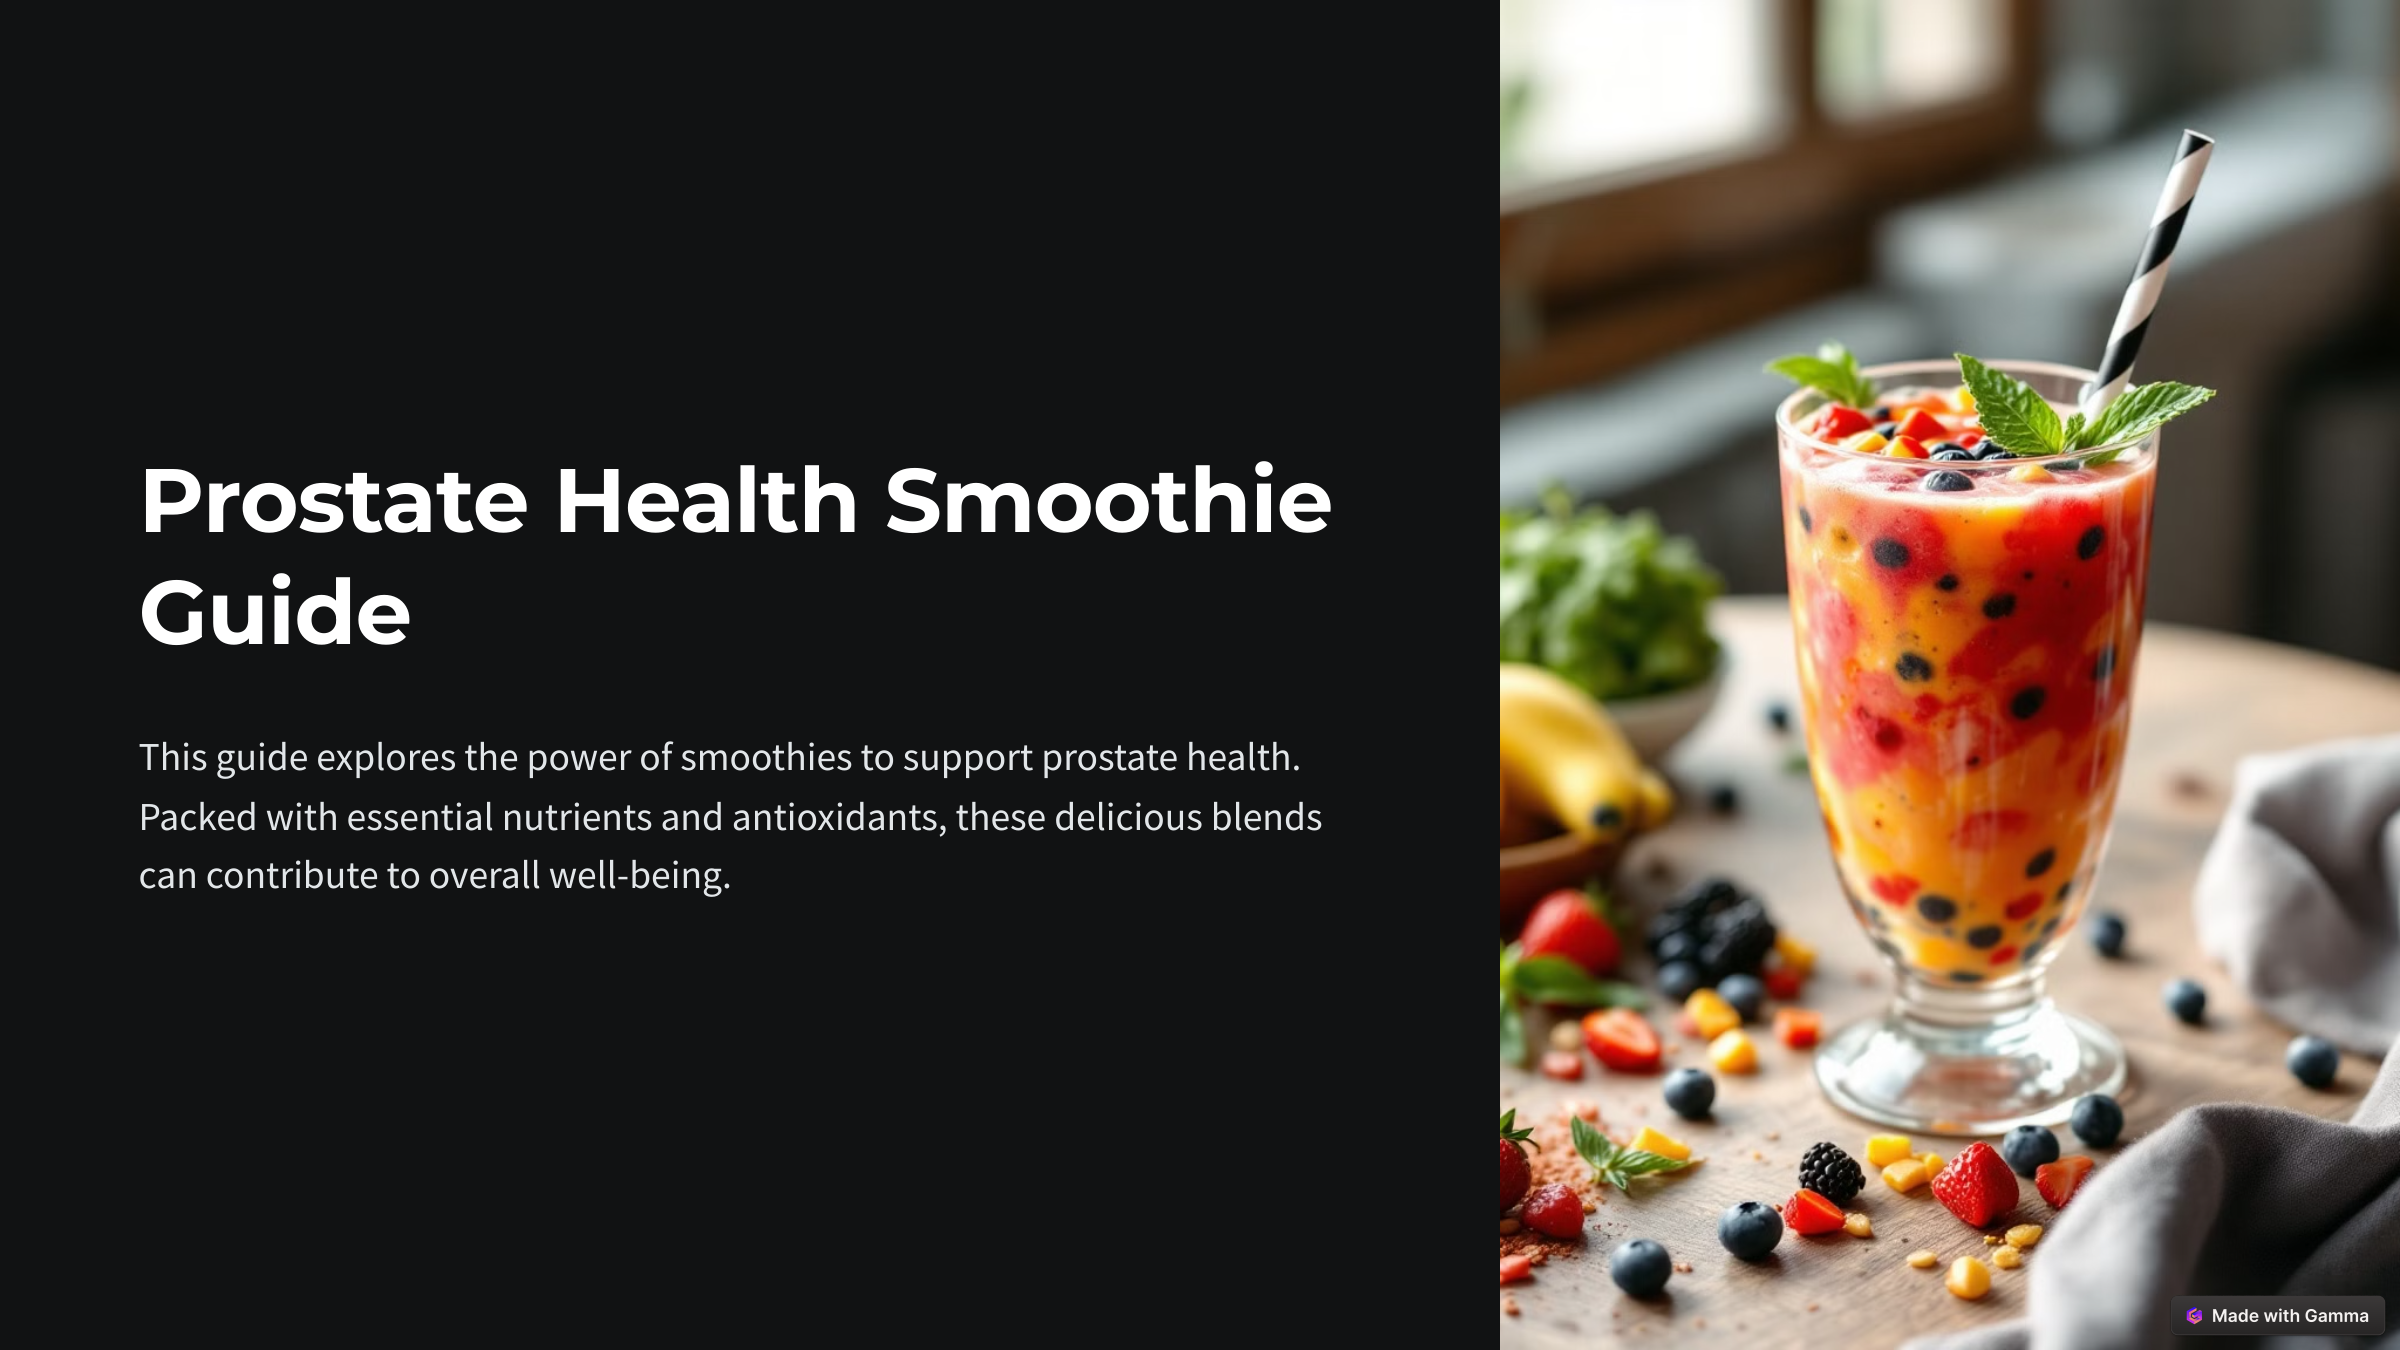 Prostate Health Smoothie
Guide
This guide explores the power of smoothies to support prostate health.
Packed with essential nutrients and antioxidants, these delicious blends
can contribute to overall well-being.
Made with Gamma